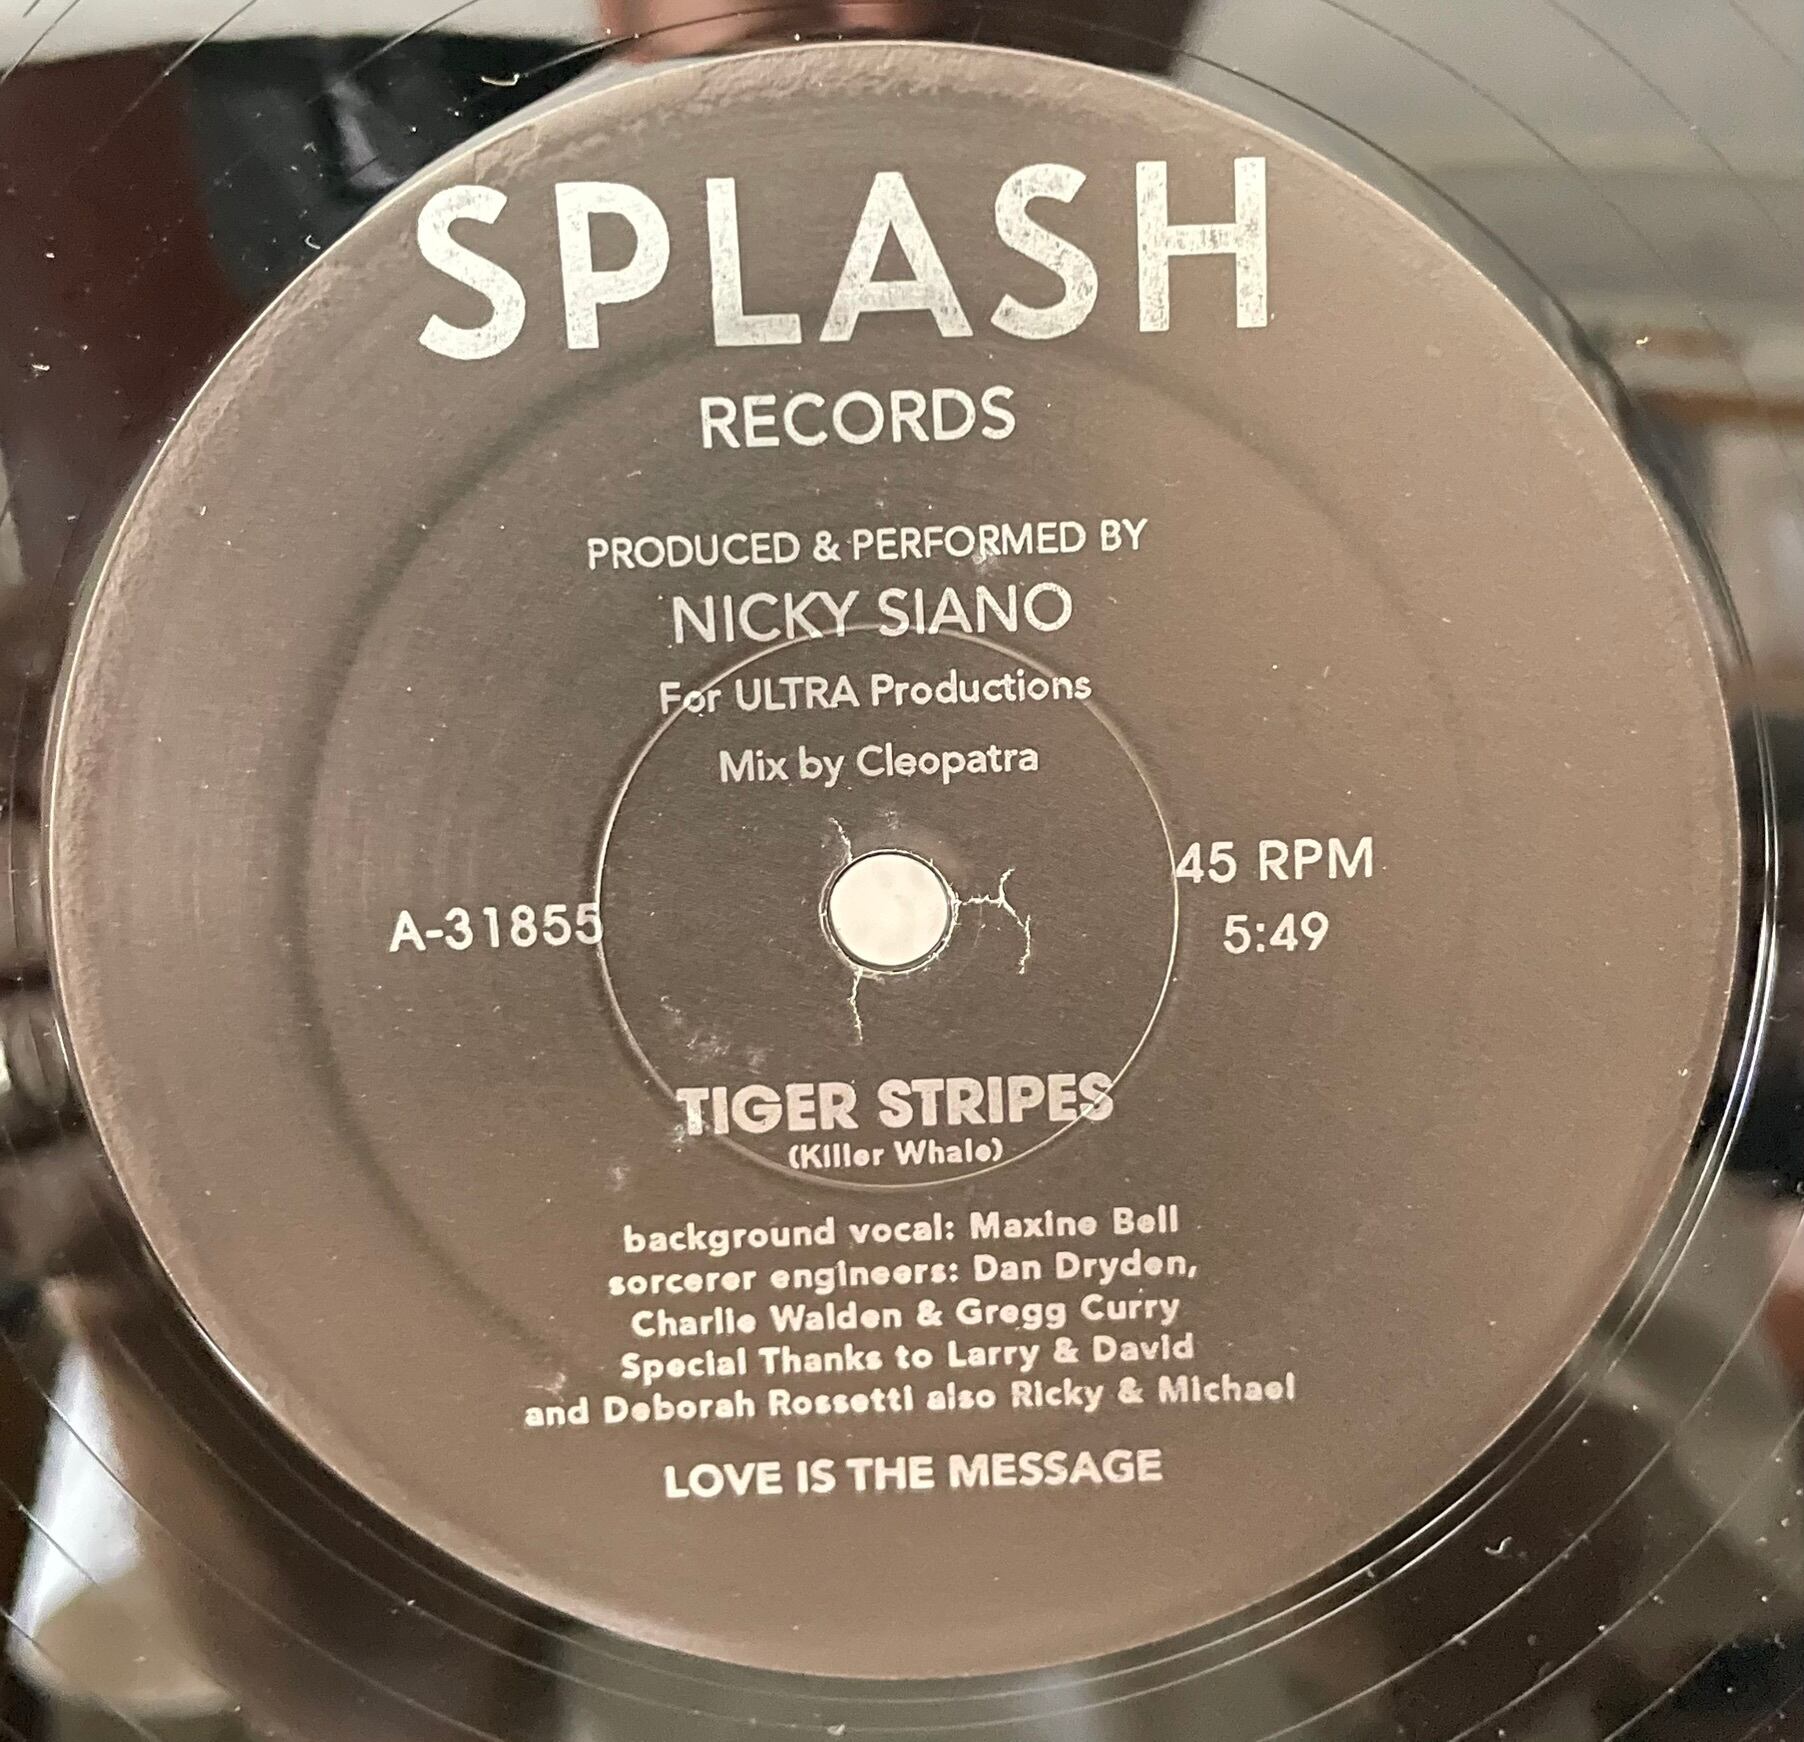 SPLASH
RECORDS
PRODUCED & PERFORMED BY
NICKY SIANO
For ULTRA Productions
Mix by Cleopatra
A-31855
45 RPM
5:49
TIGER STRIPES
(Killer Whale)
background vocal: Maxine Bell
sorcerer engineers: Dan Dryden,
Charlie Walden & Gregg Curry
Special Thanks to Larry & David
and Deborah Rossetti also Ricky & Michael
LOVE IS THE MESSAGE